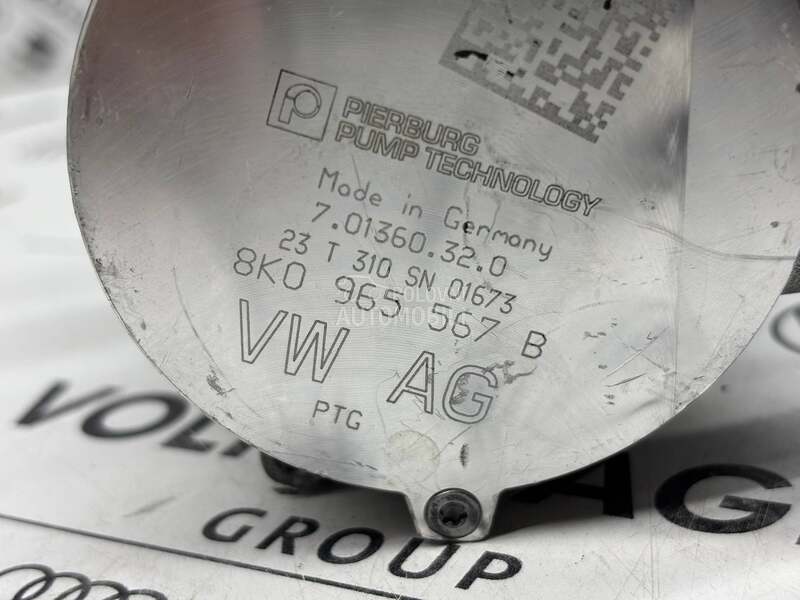 PIERBURG
PUMP TECHNOLOGY
Made in Germany
7.01360.32.0
23 T 310 SN 01673
8K0 965 567 B
VW AG
PTG
GROUP